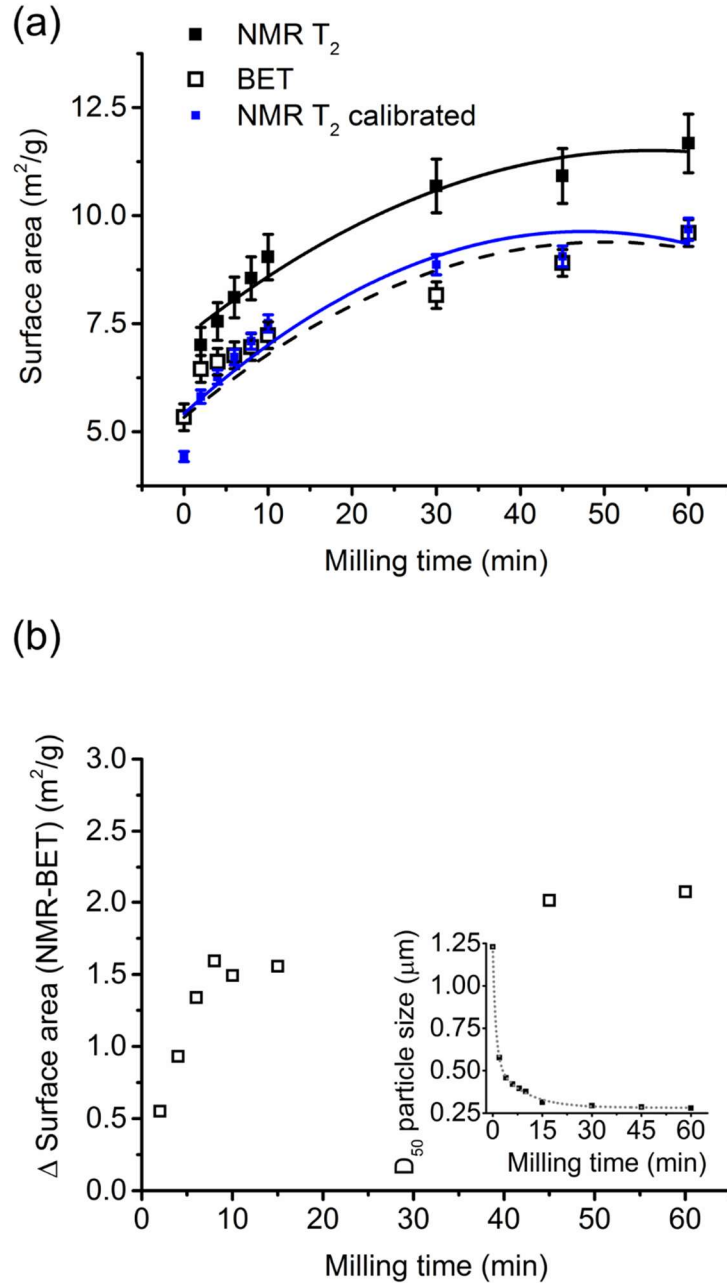 (a)
NMR T₂
BET
NMR T₂ calibrated
12.5
10.0
7.5
5.0
Surface area (m²/g)
0 10 20 30 40 50 60
Milling time (min)
(b)
3.0
2.5
2.0
1.5
1.0
0.5
0.0
Δ Surface area (NMR-BET) (m²/g)
1.25
1.00
0.75
0.50
0.25
D₅₀ particle size (μm)
0 15 30 45 60
Milling time (min)
0 10 20 30 40 50 60
Milling time (min)